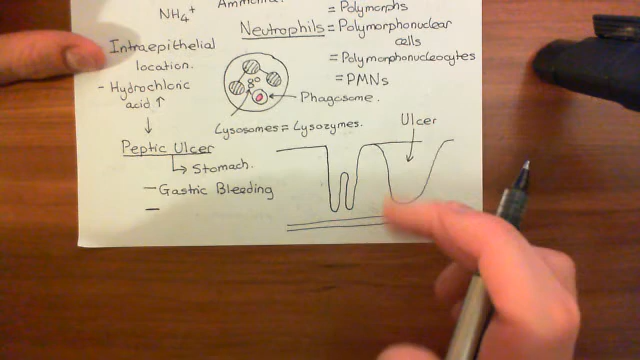 NH4+
Ammonia
= Polymorphs
Neutrophils = Polymorphonuclear
cells
= Polymorphonucleocytes
= PMNs
Intraepithelial
location.
- Hydrochloric
acid ↑
Phagosome.
Lysosomes = Lysozymes.
Peptic Ulcer
Stomach.
- Gastric Bleeding
-
Ulcer